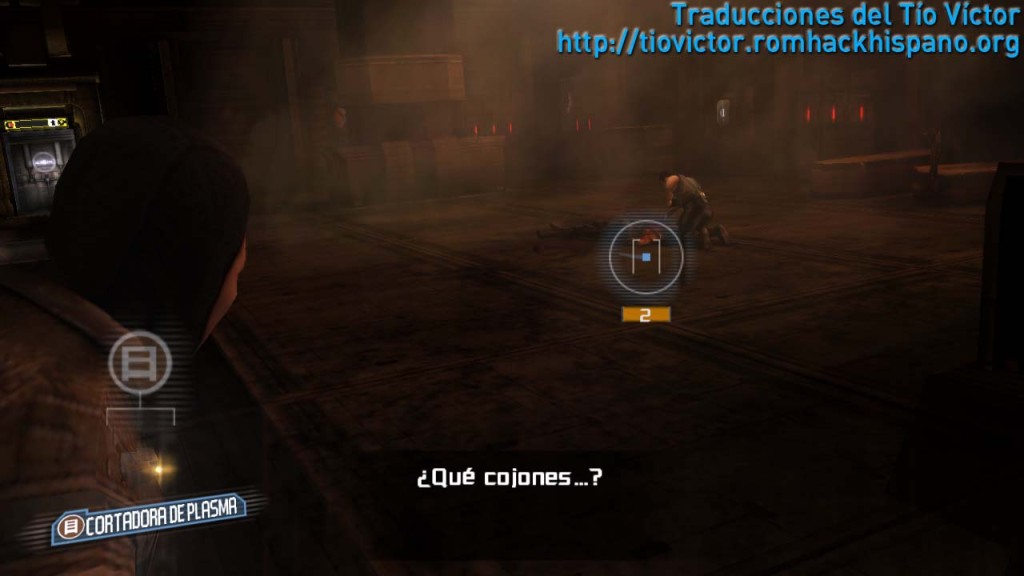 Traducciones del Tío Víctor
http://tiovictor.romhackhispano.org
2
¿Qué cojones...?
CORTADORA DE PLASMA